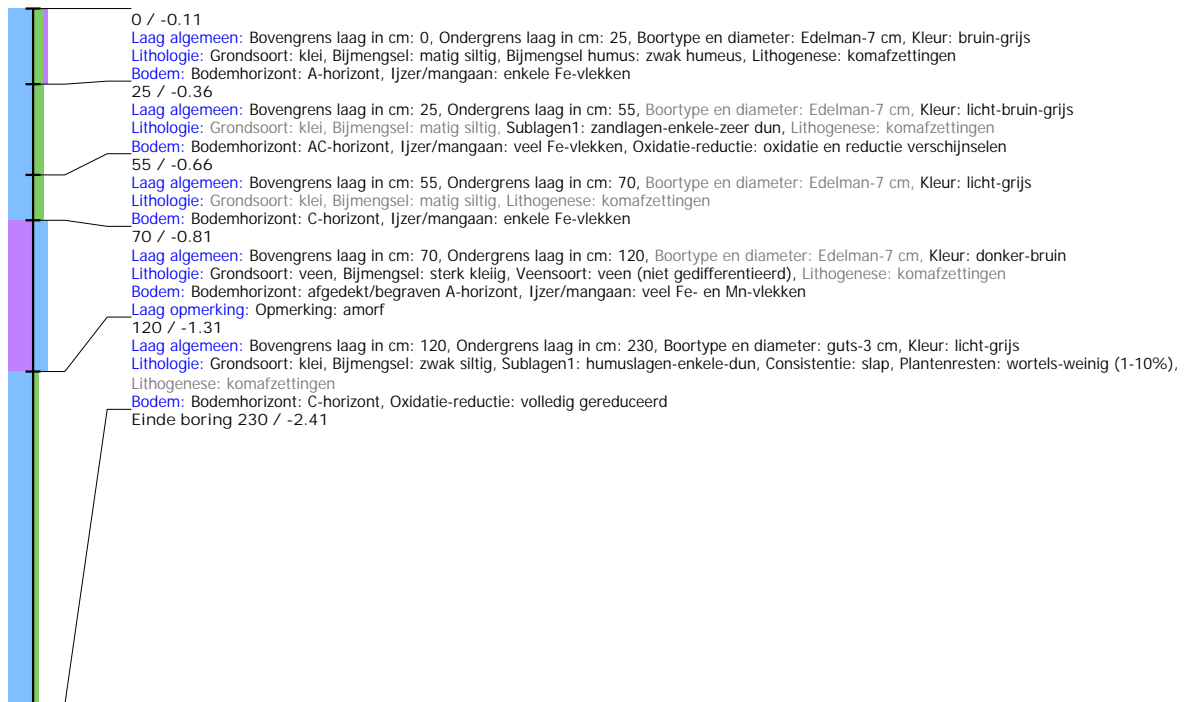 0 / -0.11
Laag algemeen: Bovengrens laag in cm: 0, Ondergrens laag in cm: 25, Boortype en diameter: Edelman-7 cm, Kleur: bruin-grijs
Lithologie: Grondsoort: klei, Bijmengsel: matig siltig, Bijmengsel humus: zwak humeus, Lithogenese: komafzettingen
Bodem: Bodemhorizont: A-horizont, Ijzer/mangaan: enkele Fe-vlekken
25 / -0.36
Laag algemeen: Bovengrens laag in cm: 25, Ondergrens laag in cm: 55, Boortype en diameter: Edelman-7 cm, Kleur: licht-bruin-grijs
Lithologie: Grondsoort: klei, Bijmengsel: matig siltig, Sublagen1: zandlagen-enkele-zeer dun, Lithogenese: komafzettingen
Bodem: Bodemhorizont: AC-horizont, Ijzer/mangaan: veel Fe-vlekken, Oxidatie-reductie: oxidatie en reductie verschijnselen
55 / -0.66
Laag algemeen: Bovengrens laag in cm: 55, Ondergrens laag in cm: 70, Boortype en diameter: Edelman-7 cm, Kleur: licht-grijs
Lithologie: Grondsoort: klei, Bijmengsel: matig siltig, Lithogenese: komafzettingen
Bodem: Bodemhorizont: C-horizont, Ijzer/mangaan: enkele Fe-vlekken
70 / -0.81
Laag algemeen: Bovengrens laag in cm: 70, Ondergrens laag in cm: 120, Boortype en diameter: Edelman-7 cm, Kleur: donker-bruin
Lithologie: Grondsoort: veen, Bijmengsel: sterk kleiig, Veensoort: veen (niet gedifferentieerd), Lithogenese: komafzettingen
Bodem: Bodemhorizont: afgedekt/begraven A-horizont, Ijzer/mangaan: veel Fe- en Mn-vlekken
Laag opmerking: Opmerking: amorf
120 / -1.31
Laag algemeen: Bovengrens laag in cm: 120, Ondergrens laag in cm: 230, Boortype en diameter: guts-3 cm, Kleur: licht-grijs
Lithologie: Grondsoort: klei, Bijmengsel: zwak siltig, Sublagen1: humuslagen-enkele-dun, Consistentie: slap, Plantenresten: wortels-weinig (1-10%),
Lithogenese: komafzettingen
Bodem: Bodemhorizont: C-horizont, Oxidatie-reductie: volledig gereduceerd
Einde boring 230 / -2.41